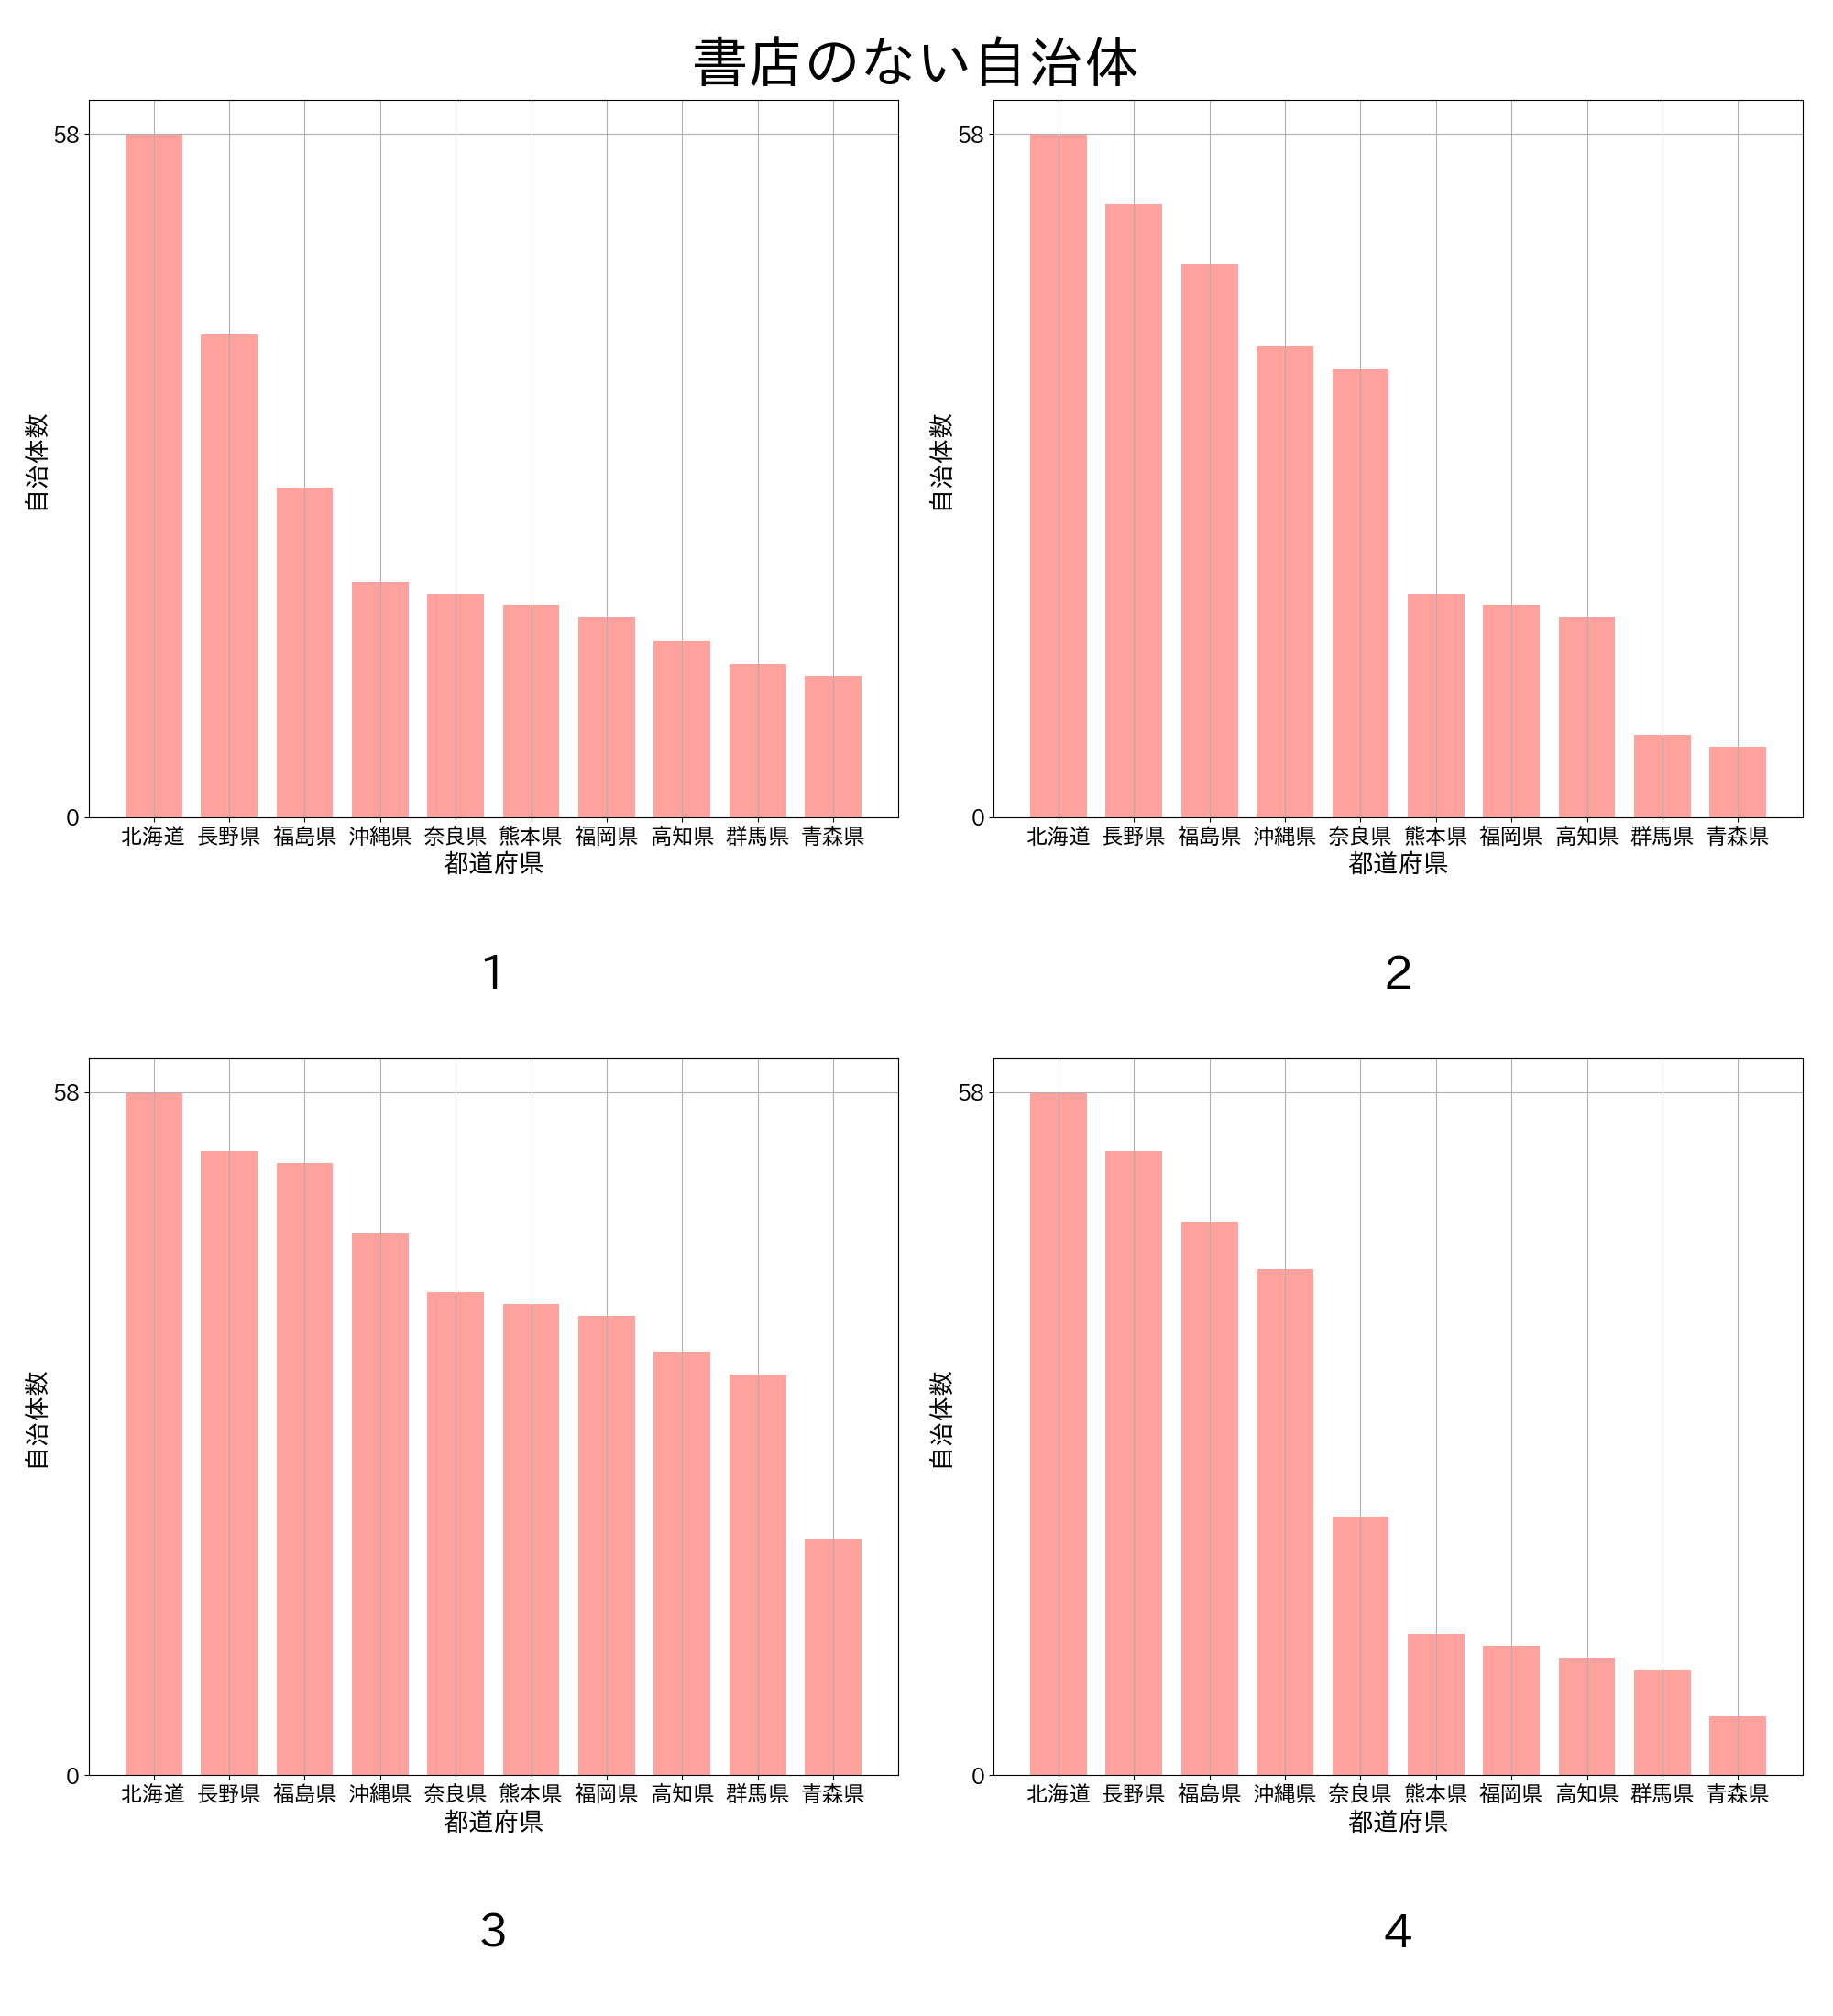 書店のない自治体
58
0
自治体数
北海道 長野県 福島県 沖縄県 奈良県 熊本県 福岡県 高知県 群馬県 青森県
都道府県
1
58
0
自治体数
北海道 長野県 福島県 沖縄県 奈良県 熊本県 福岡県 高知県 群馬県 青森県
都道府県
2
58
0
自治体数
北海道 長野県 福島県 沖縄県 奈良県 熊本県 福岡県 高知県 群馬県 青森県
都道府県
3
58
0
自治体数
北海道 長野県 福島県 沖縄県 奈良県 熊本県 福岡県 高知県 群馬県 青森県
都道府県
4